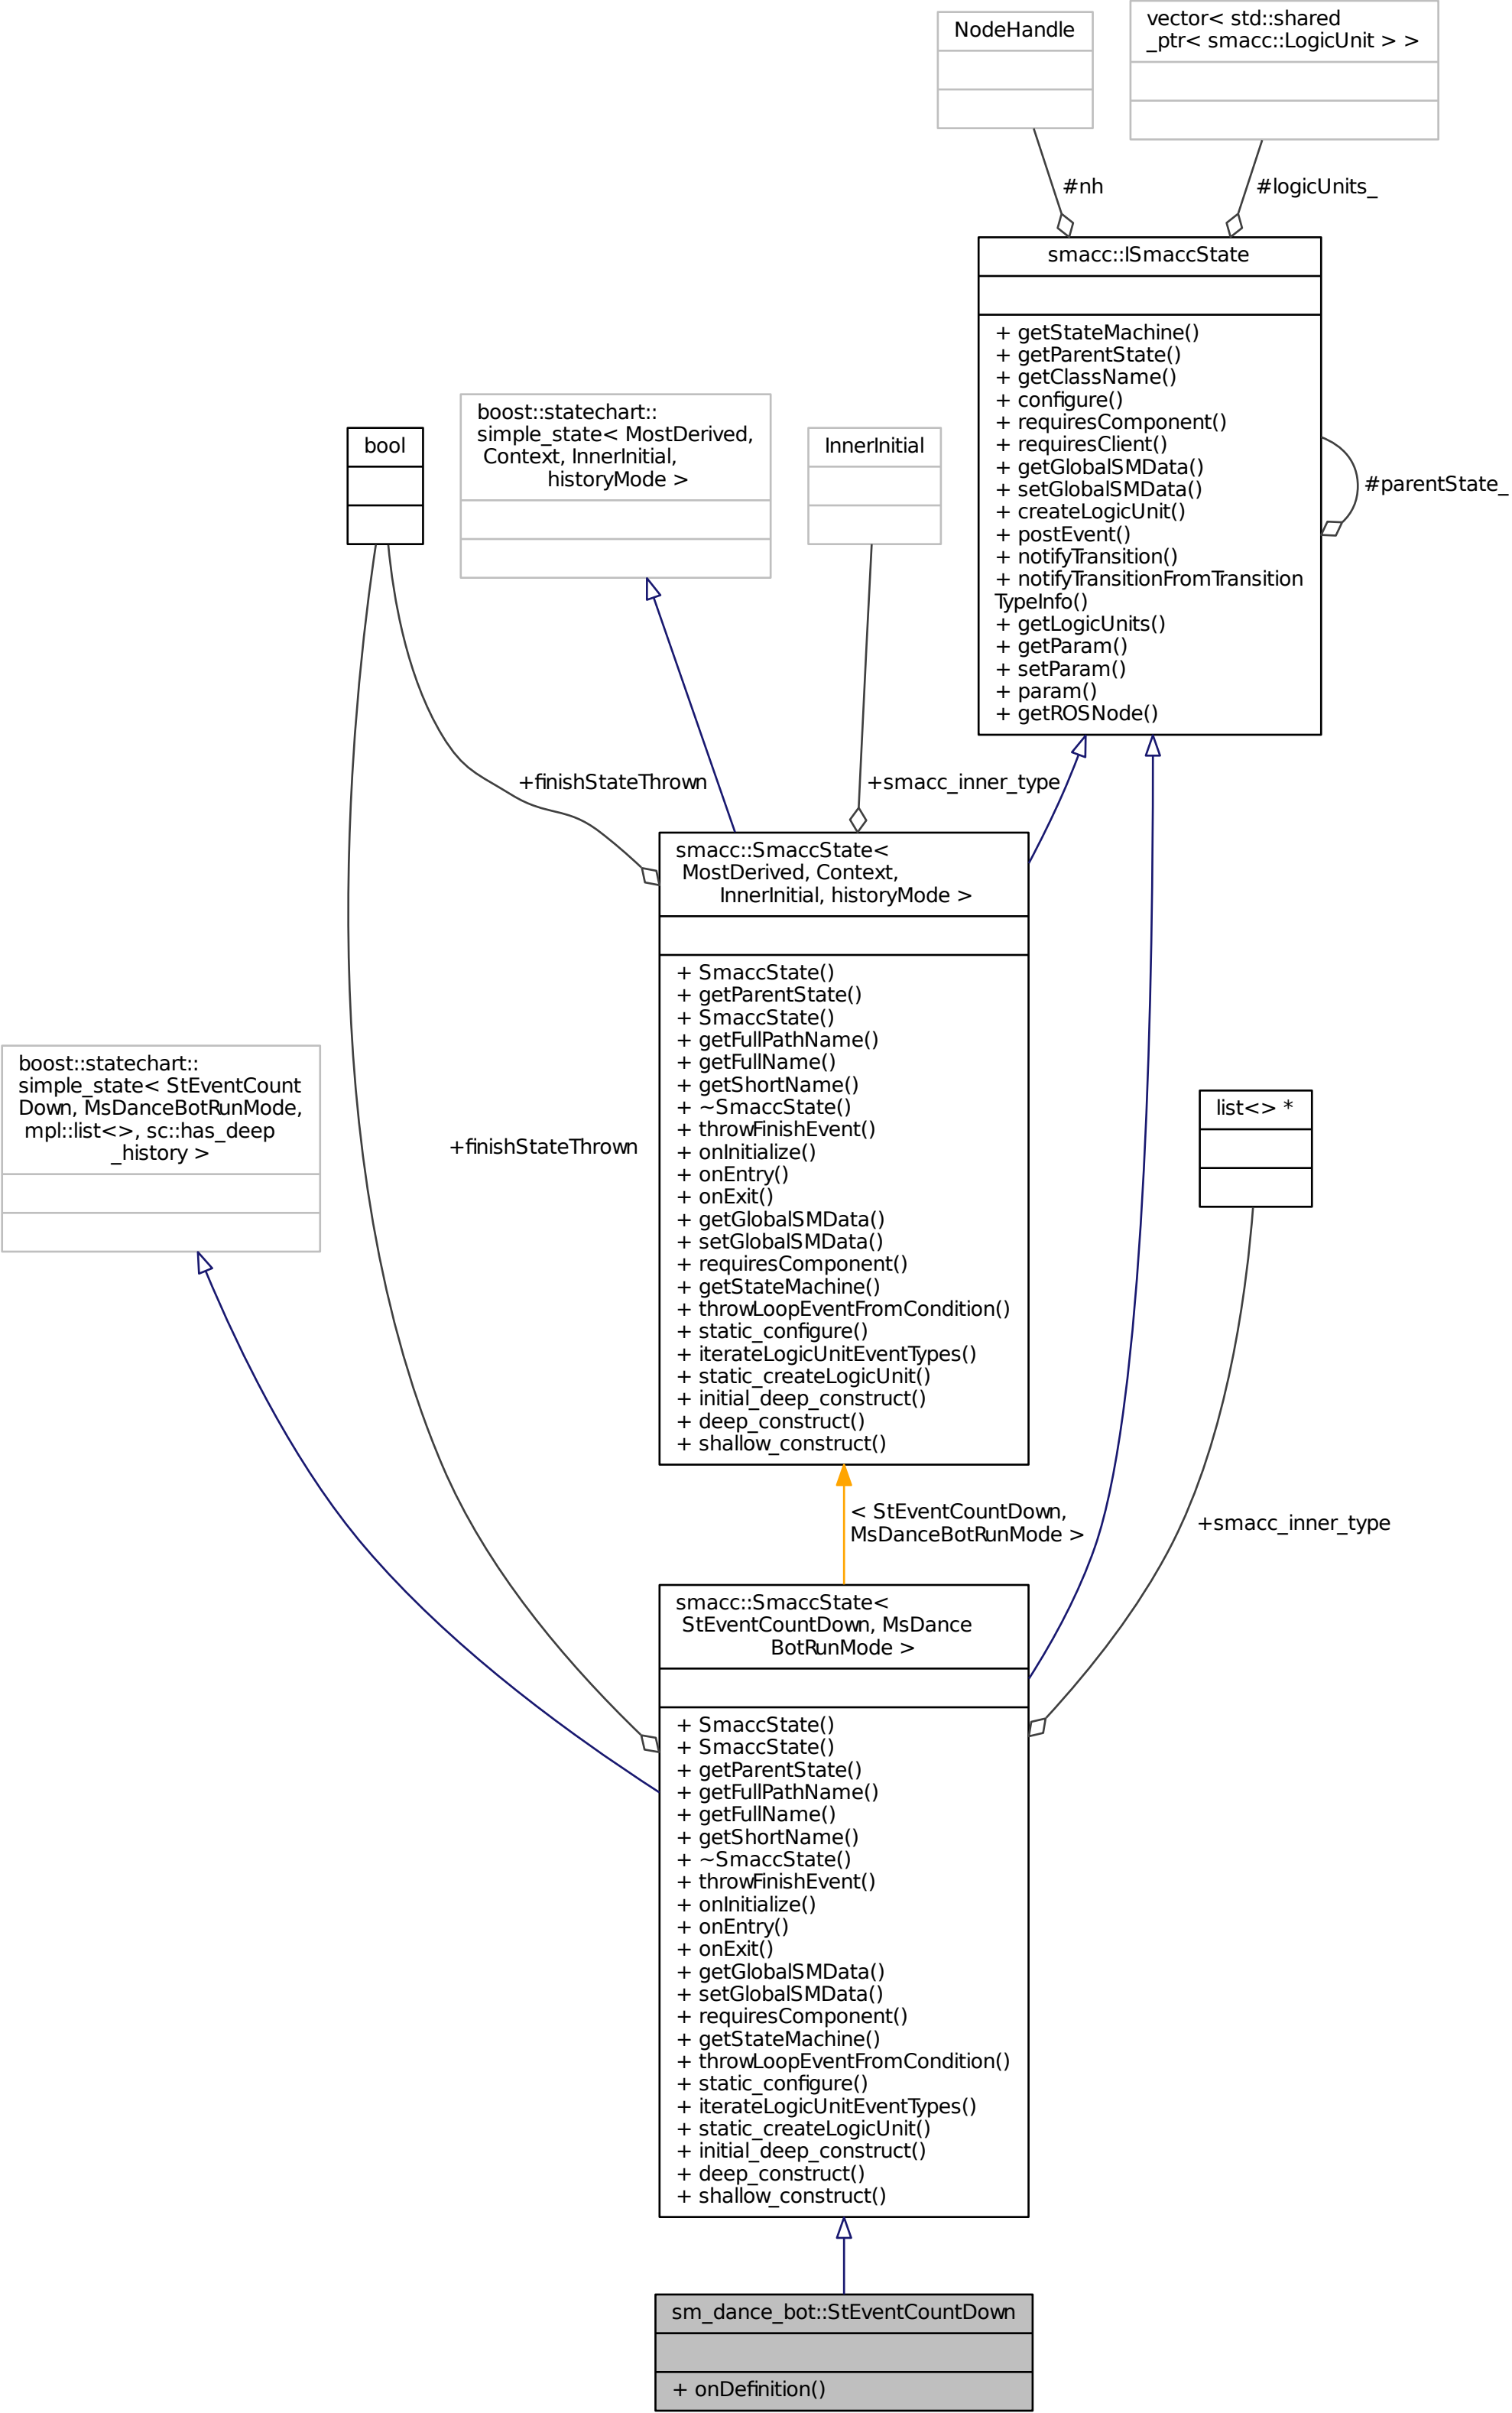 NodeHandle
vector< std::shared
_ptr< smacc::LogicUnit > >
#nh
#logicUnits_
smacc::ISmaccState
+ getStateMachine()
+ getParentState()
+ getClassName()
+ configure()
+ requiresComponent()
+ requiresClient()
+ getGlobalSMData()
+ setGlobalSMData()
+ createLogicUnit()
+ postEvent()
+ notifyTransition()
+ notifyTransitionFromTransition
TypeInfo()
+ getLogicUnits()
+ getParam()
+ setParam()
+ param()
+ getROSNode()
#parentState_
bool
boost::statechart::
simple_state< MostDerived,
Context, InnerInitial,
historyMode >
InnerInitial
+finishStateThrown
+smacc_inner_type
smacc::SmaccState<
MostDerived, Context,
InnerInitial, historyMode >
+ SmaccState()
+ getParentState()
+ SmaccState()
+ getFullPathName()
+ getFullName()
+ getShortName()
+ ~SmaccState()
+ throwFinishEvent()
+ onInitialize()
+ onEntry()
+ onExit()
+ getGlobalSMData()
+ setGlobalSMData()
+ requiresComponent()
+ getStateMachine()
+ throwLoopEventFromCondition()
+ static_configure()
+ iterateLogicUnitEventTypes()
+ static_createLogicUnit()
+ initial_deep_construct()
+ deep_construct()
+ shallow_construct()
boost::statechart::
simple_state< StEventCount
Down, MsDanceBotRunMode,
mpl::list<>, sc::has_deep
_history >
+finishStateThrown
list<> *
< StEventCountDown,
MsDanceBotRunMode >
+smacc_inner_type
smacc::SmaccState<
StEventCountDown, MsDance
BotRunMode >
+ SmaccState()
+ SmaccState()
+ getParentState()
+ getFullPathName()
+ getFullName()
+ getShortName()
+ ~SmaccState()
+ throwFinishEvent()
+ onInitialize()
+ onEntry()
+ onExit()
+ getGlobalSMData()
+ setGlobalSMData()
+ requiresComponent()
+ getStateMachine()
+ throwLoopEventFromCondition()
+ static_configure()
+ iterateLogicUnitEventTypes()
+ static_createLogicUnit()
+ initial_deep_construct()
+ deep_construct()
+ shallow_construct()
sm_dance_bot::StEventCountDown
+ onDefinition()